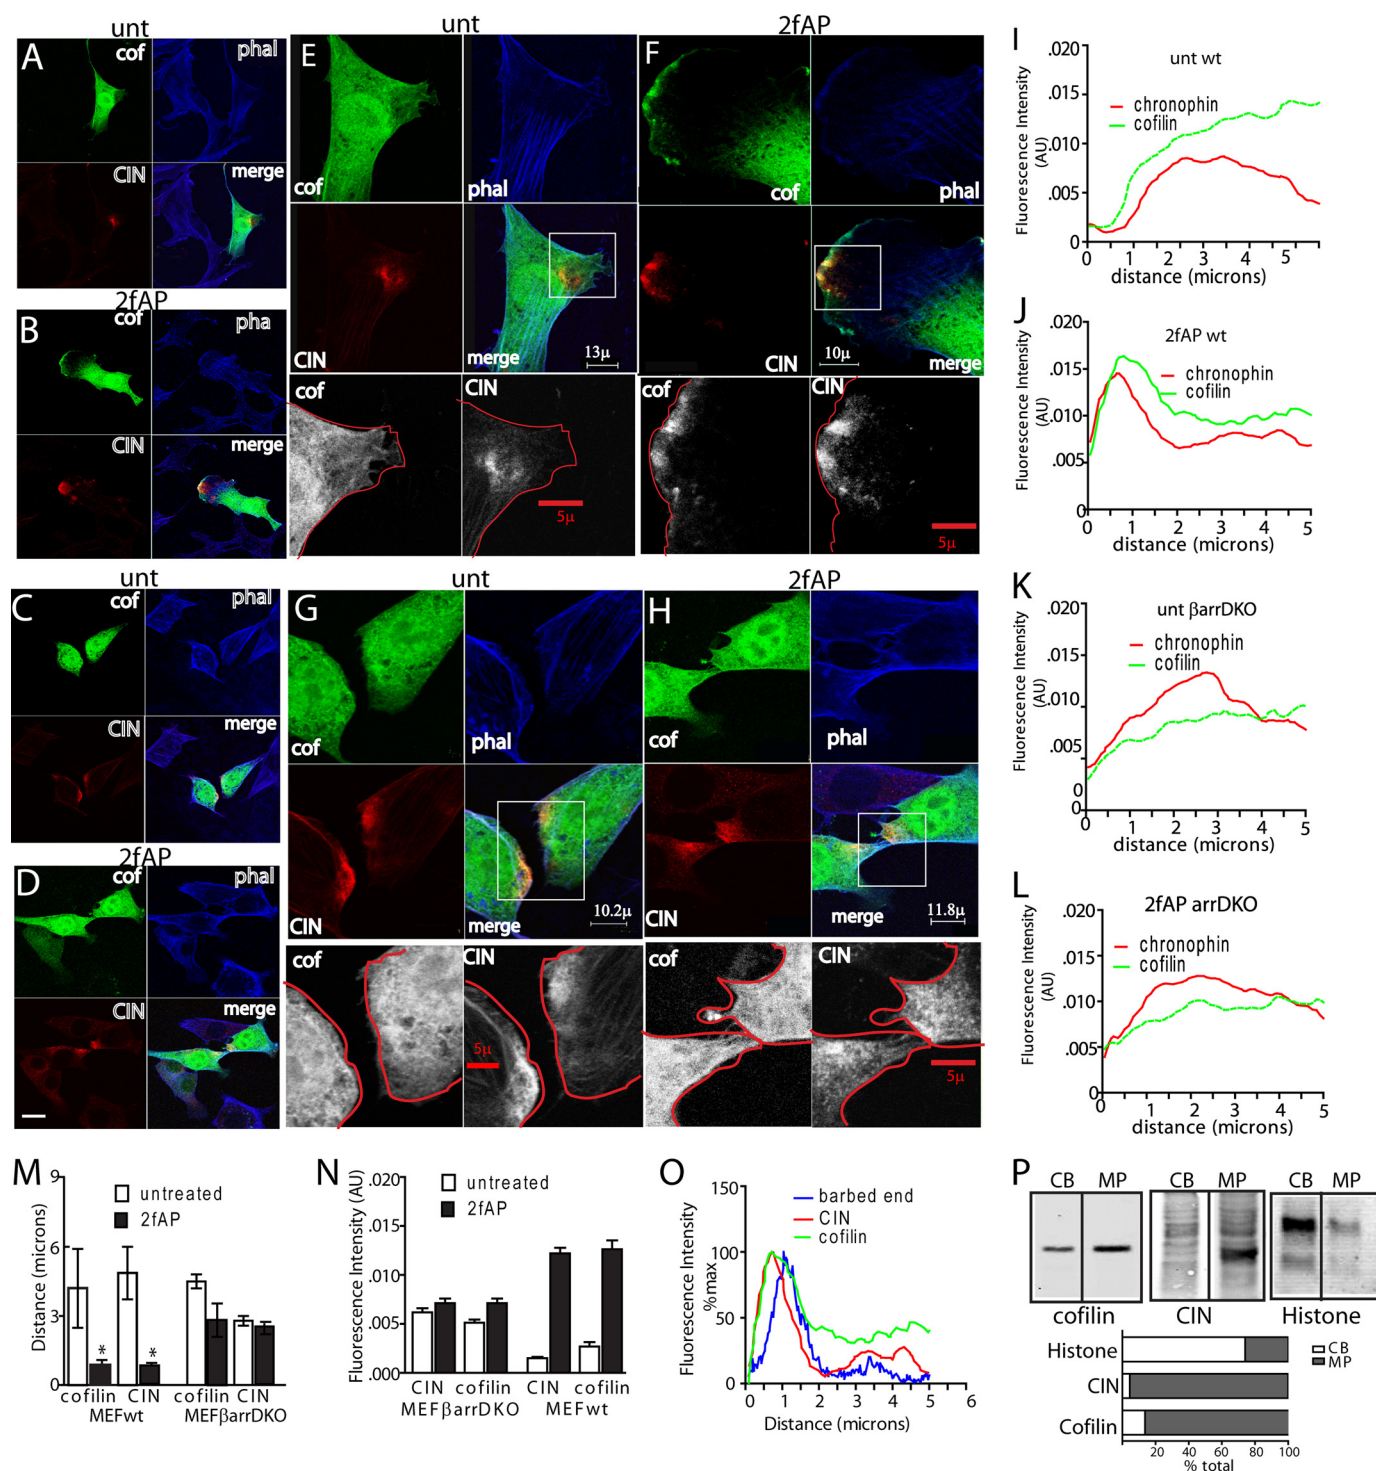 unt
A
cof
phal
CIN
merge
2fAP
B
cof
pha
CIN
merge
unt
E
cof
phal
CIN
merge
13µ
cof
CIN
5µ
2fAP
F
cof
phal
CIN
10µ
merge
cof
CIN
5µ
I
unt wt
chronophin
cofilin
Fluorescence Intensity
(AU)
.020
.015
.010
.005
0
0 1 2 3 4 5
distance (microns)
J
2fAP wt
chronophin
cofilin
Fluorescence Intensity
(AU)
.020
.015
.010
.005
0
0 1 2 3 4 5
distance (microns)
unt
C
cof
phal
CIN
merge
2fAP
D
cof
phal
CIN
merge
unt
G
cof
phal
CIN
merge
10.2µ
cof
CIN
5µ
2fAP
H
cof
phal
CIN
merge
11.8µ
cof
CIN
5µ
K
unt βarrDKO
chronophin
cofilin
Fluorescence Intensity
(AU)
.020
.015
.010
.005
0
0
0 1 2 3 4 5
distance (microns)
L
2fAP arrDKO
chronophin
cofilin
Fluorescence Intensity
(AU)
.020
.015
.010
.005
0
0 1 2 3 4 5
distance (microns)
M
untreated
2fAP
Distance (microns)
9
6
3
0
* *
cofilin CIN cofilin CIN
MEFwt MEFβarrDKO
N
untreated
2fAP
Fluorescence Intensity (AU)
.020
.015
.010
.005
.000
CIN cofilin CIN cofilin
MEFβarrDKO MEFwt
O
barbed end
CIN
cofilin
Fluorescence Intensity
%max
150
100
50
0
0 1 2 3 4 5 6
Distance (microns)
P
CB MP CB MP CB MP
cofilin CIN Histone
Histone
CIN
Cofilin
CB
MP
20 40 60 80 100
% total